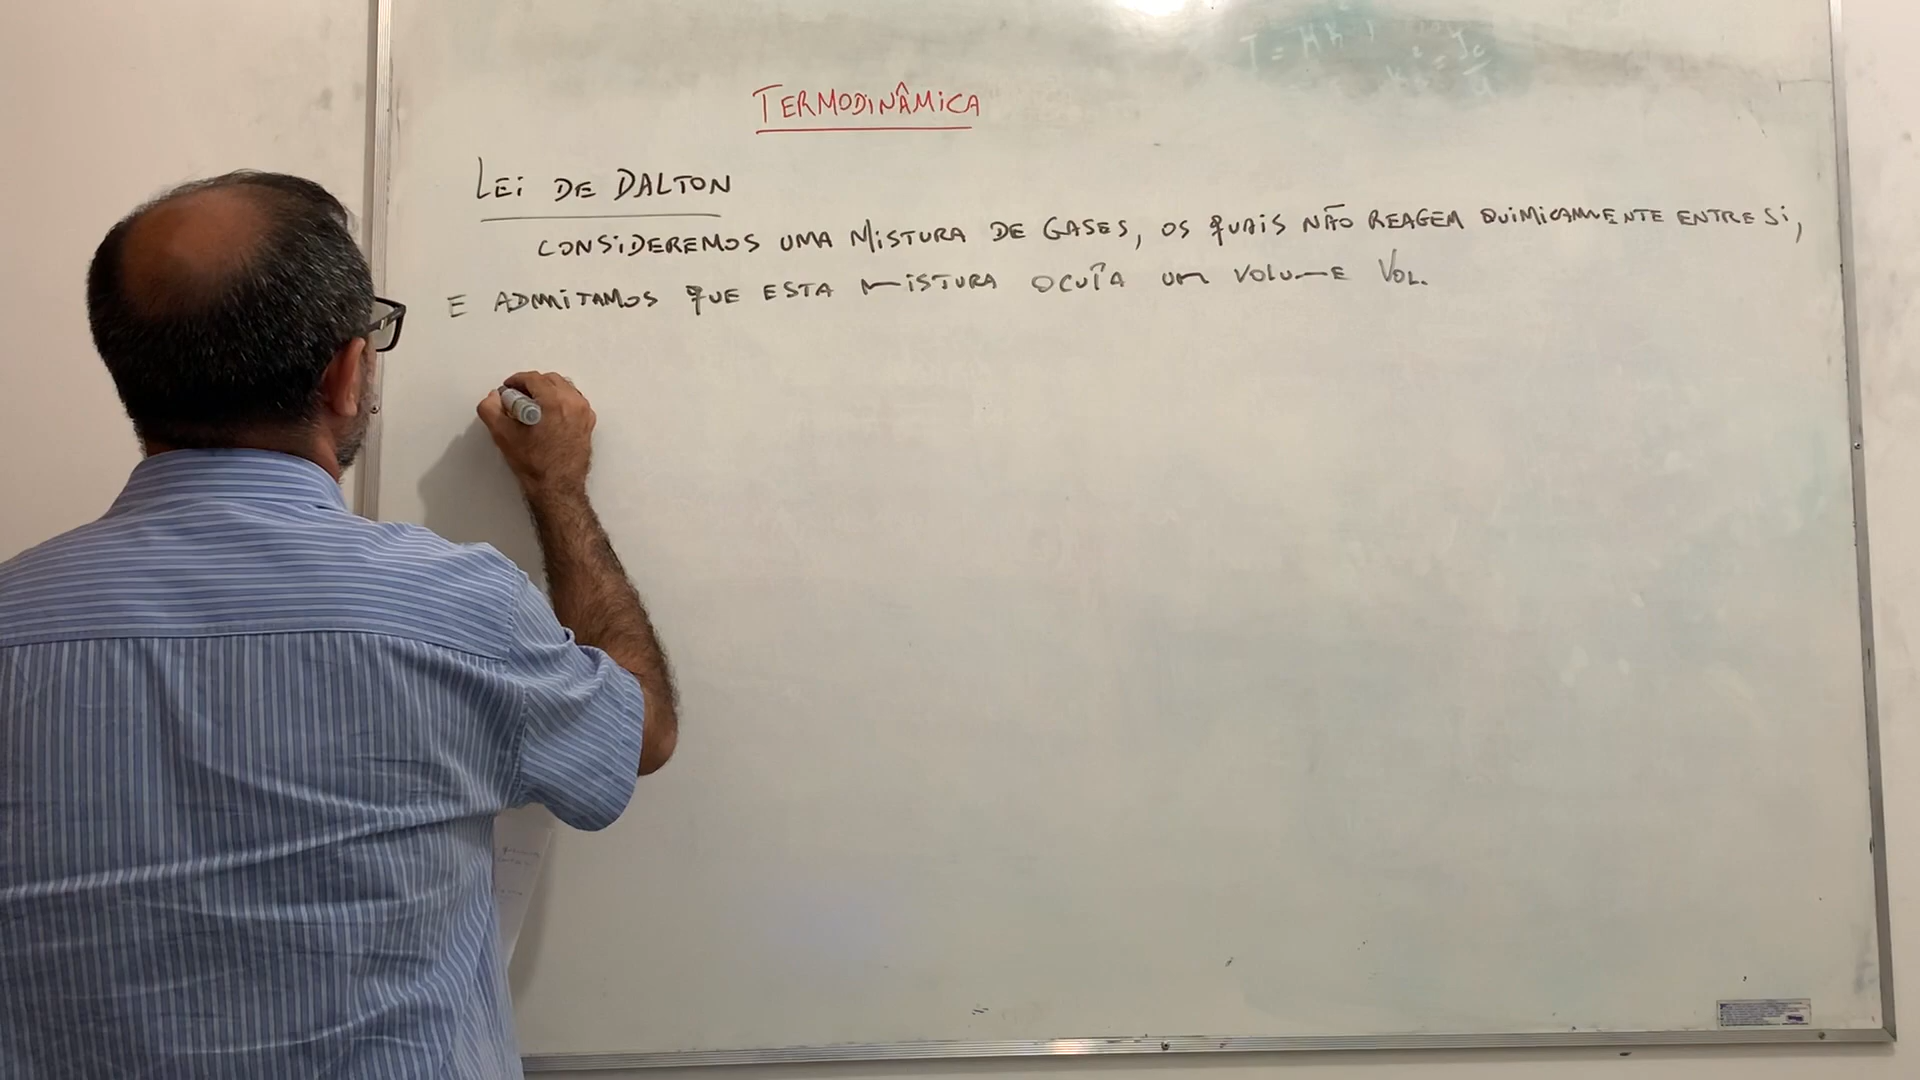 TERMODINÂMICA
LEI DE DALTON
CONSIDEREMOS UMA MISTURA DE GASES, OS QUAIS NÃO REAGEM QUIMICAMENTE ENTRE SI,
E ADMITAMOS QUE ESTA MISTURA UM VOLUME VOL.